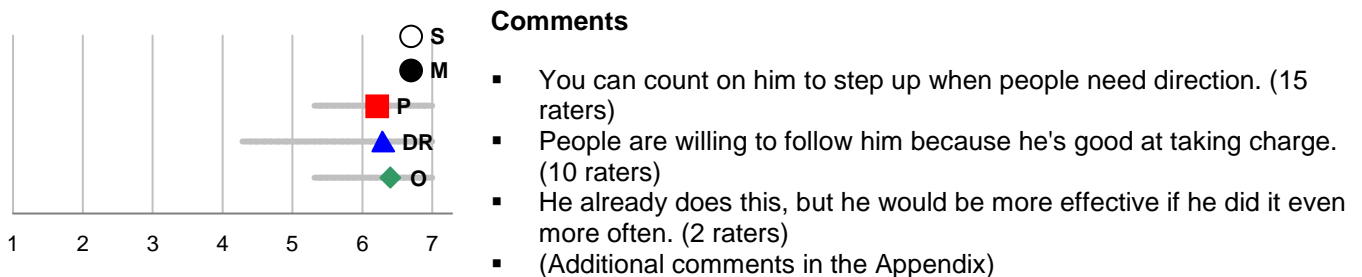 Comments
S
M
P
DR
O
1 2 3 4 5 6 7
▪ You can count on him to step up when people need direction. (15
raters)
▪ People are willing to follow him because he's good at taking charge.
(10 raters)
▪ He already does this, but he would be more effective if he did it even
more often. (2 raters)
▪ (Additional comments in the Appendix)